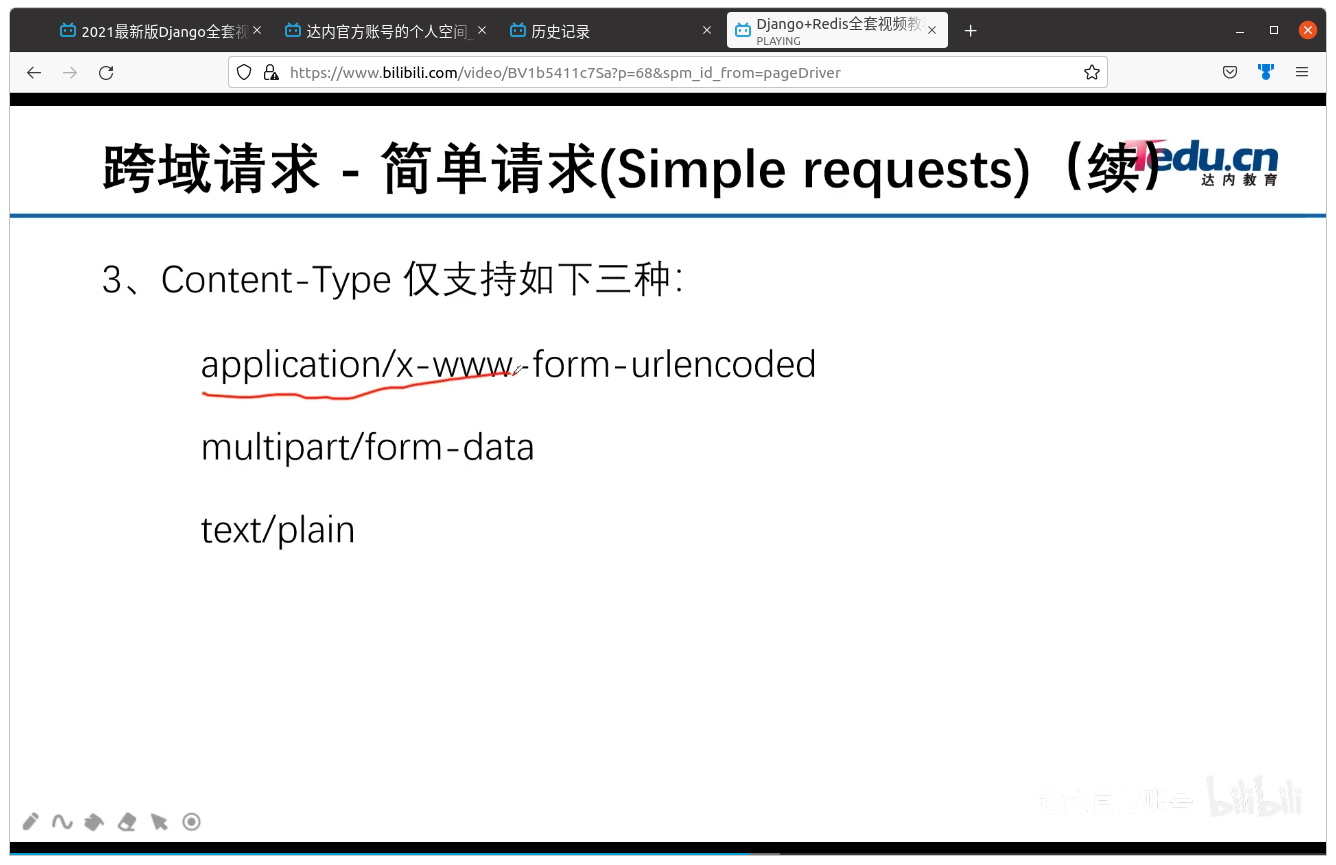 2021最新版Django全套视
达内官方账号的个人空间_
历史记录
Django+Redis全套视频教
PLAYING
https://www.bilibili.com/video/BV1b5411c7Sa?p=68&spm_id_from=pageDriver
跨域请求 - 简单请求(Simple requests)（续）
Tedu.cn
达内教育
3、Content-Type 仅支持如下三种：
application/x-www-form-urlencoded
multipart/form-data
text/plain
bilibili